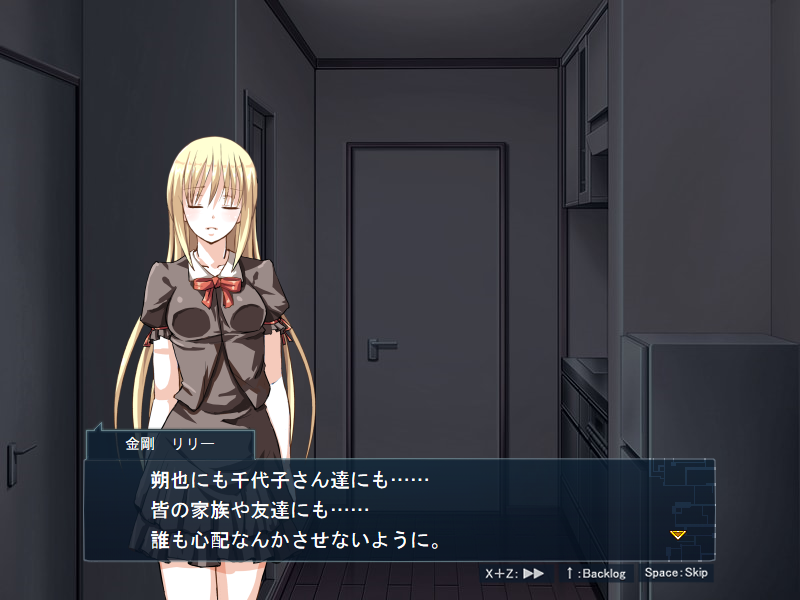 金剛　リリー
朔也にも千代子さん達にも……
皆の家族や友達にも……
誰も心配なんかさせないように。
X+Z:▶▶ ↑:Backlog Space:Skip